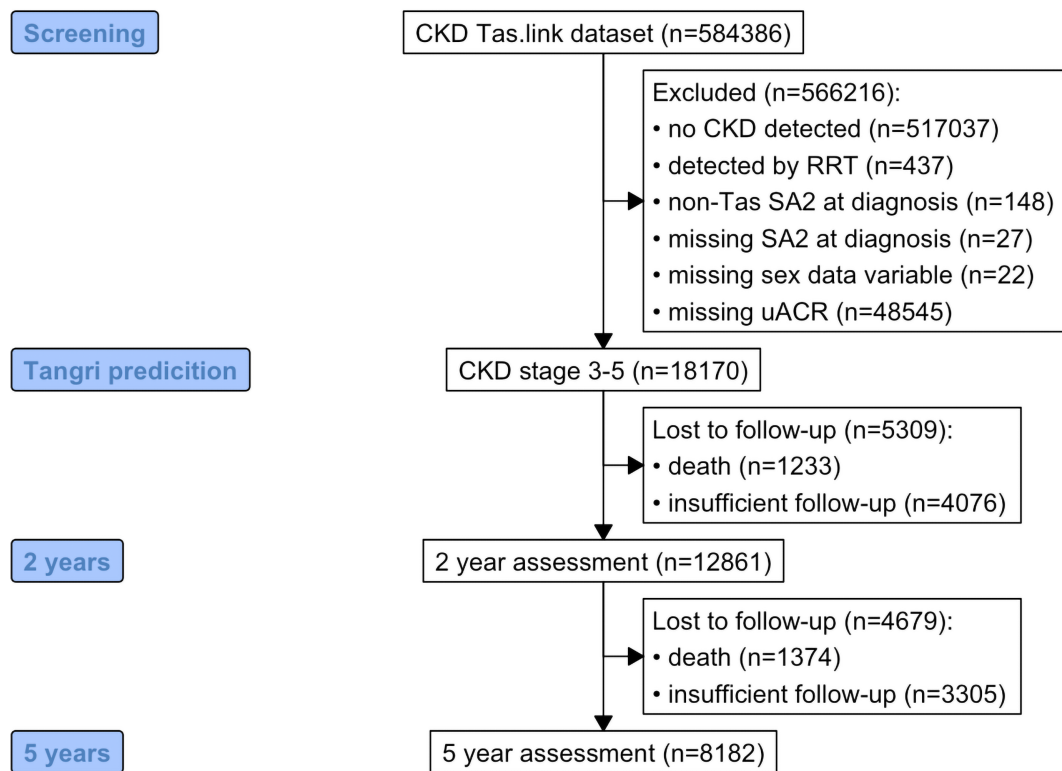 Screening
CKD Tas.link dataset (n=584386)
Excluded (n=566216):
• no CKD detected (n=517037)
• detected by RRT (n=437)
• non-Tas SA2 at diagnosis (n=148)
• missing SA2 at diagnosis (n=27)
• missing sex data variable (n=22)
• missing uACR (n=48545)
Tangri predicition
CKD stage 3-5 (n=18170)
Lost to follow-up (n=5309):
• death (n=1233)
• insufficient follow-up (n=4076)
2 years
2 year assessment (n=12861)
Lost to follow-up (n=4679):
• death (n=1374)
• insufficient follow-up (n=3305)
5 years
5 year assessment (n=8182)